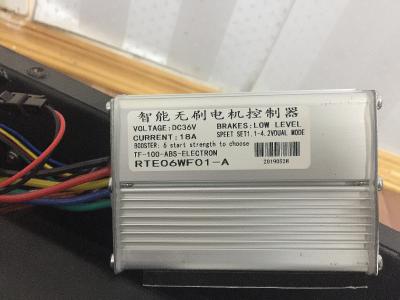 智能无刷电机控制器
VOLTAGE:DC36V BRAKES:LOW LEVEL
CURRENT:18A SPEET SET1.1-4.2VDUAL MODE
BOOSTER: 6 start strength to choose
TF-100-ABS-ELECTRON
RTE06WF01-A